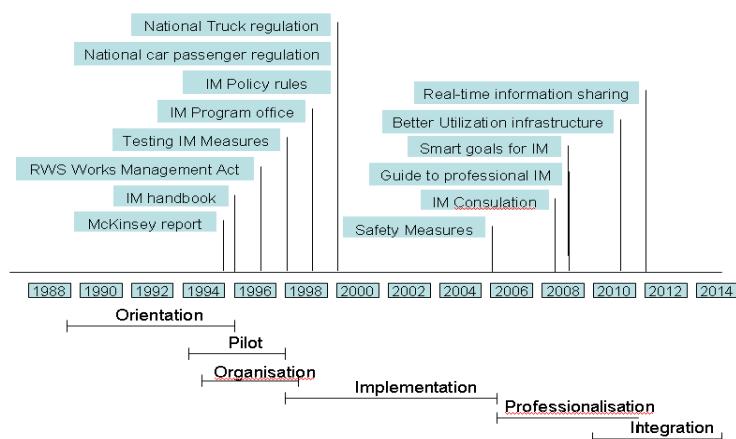 National Truck regulation
National car passenger regulation
IM Policy rules
IM Program office
Testing IM Measures
RWS Works Management Act
IM handbook
McKinsey report
Real-time information sharing
Better Utilization infrastructure
Smart goals for IM
Guide to professional IM
IM Consulation
Safety Measures
1988 1990 1992 1994 1996 1998 2000 2002 2004 2006 2008 2010 2012 2014
Orientation
Pilot
Organisation
Implementation
Professionalisation
Integration